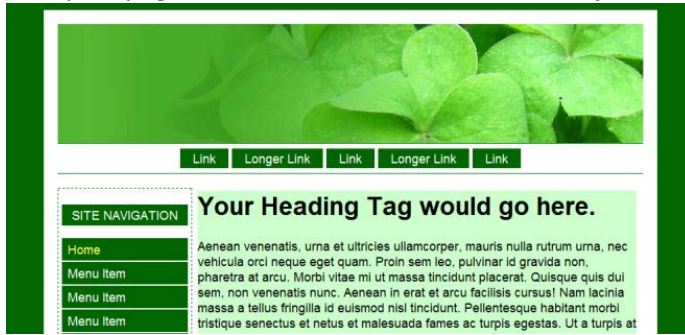 Link Longer Link Link Longer Link Link
SITE NAVIGATION
Home
Menu Item
Menu Item
Menu Item
Your Heading Tag would go here.
Aenean venenatis, urna et ultricies ullamcorper, mauris nulla rutrum urna, nec
vehicula orci neque eget quam. Proin sem leo, pulvinar id gravida non,
pharetra at arcu. Morbi vitae mi ut massa tincidunt placerat. Quisque quis dui
sem, non venenatis nunc. Aenean in erat et arcu facilisis cursus! Nam lacinia
massa a tellus fringilla id euismod nisl tincidunt. Pellentesque habitant morbi
tristique senectus et netus et malesuada fames ac turpis egestas. Ut a turpis at